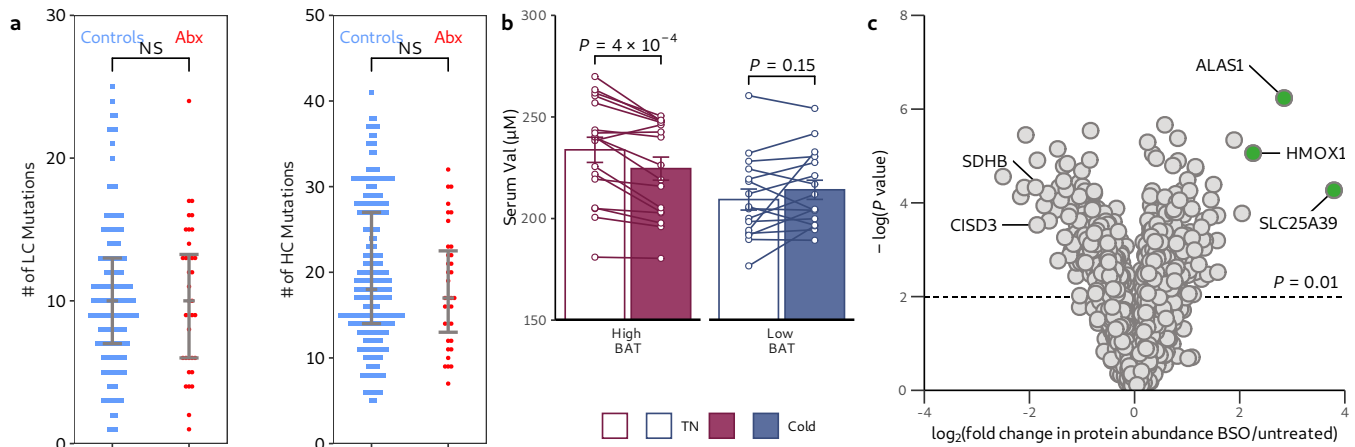 a
30
20
10
0
# of LC Mutations
Controls
Abx
NS
50
40
30
20
10
0
# of HC Mutations
Controls
Abx
NS
b
300
250
200
150
Serum Val (µM)
P = 4 × 10⁻⁴
P = 0.15
High
BAT
Low
BAT
TN
Cold
c
8
6
4
2
0
− log(P value)
ALAS1
HMOX1
SLC25A39
SDHB
CISD3
P = 0.01
-4
-2
0
2
4
log₂(fold change in protein abundance BSO/untreated)